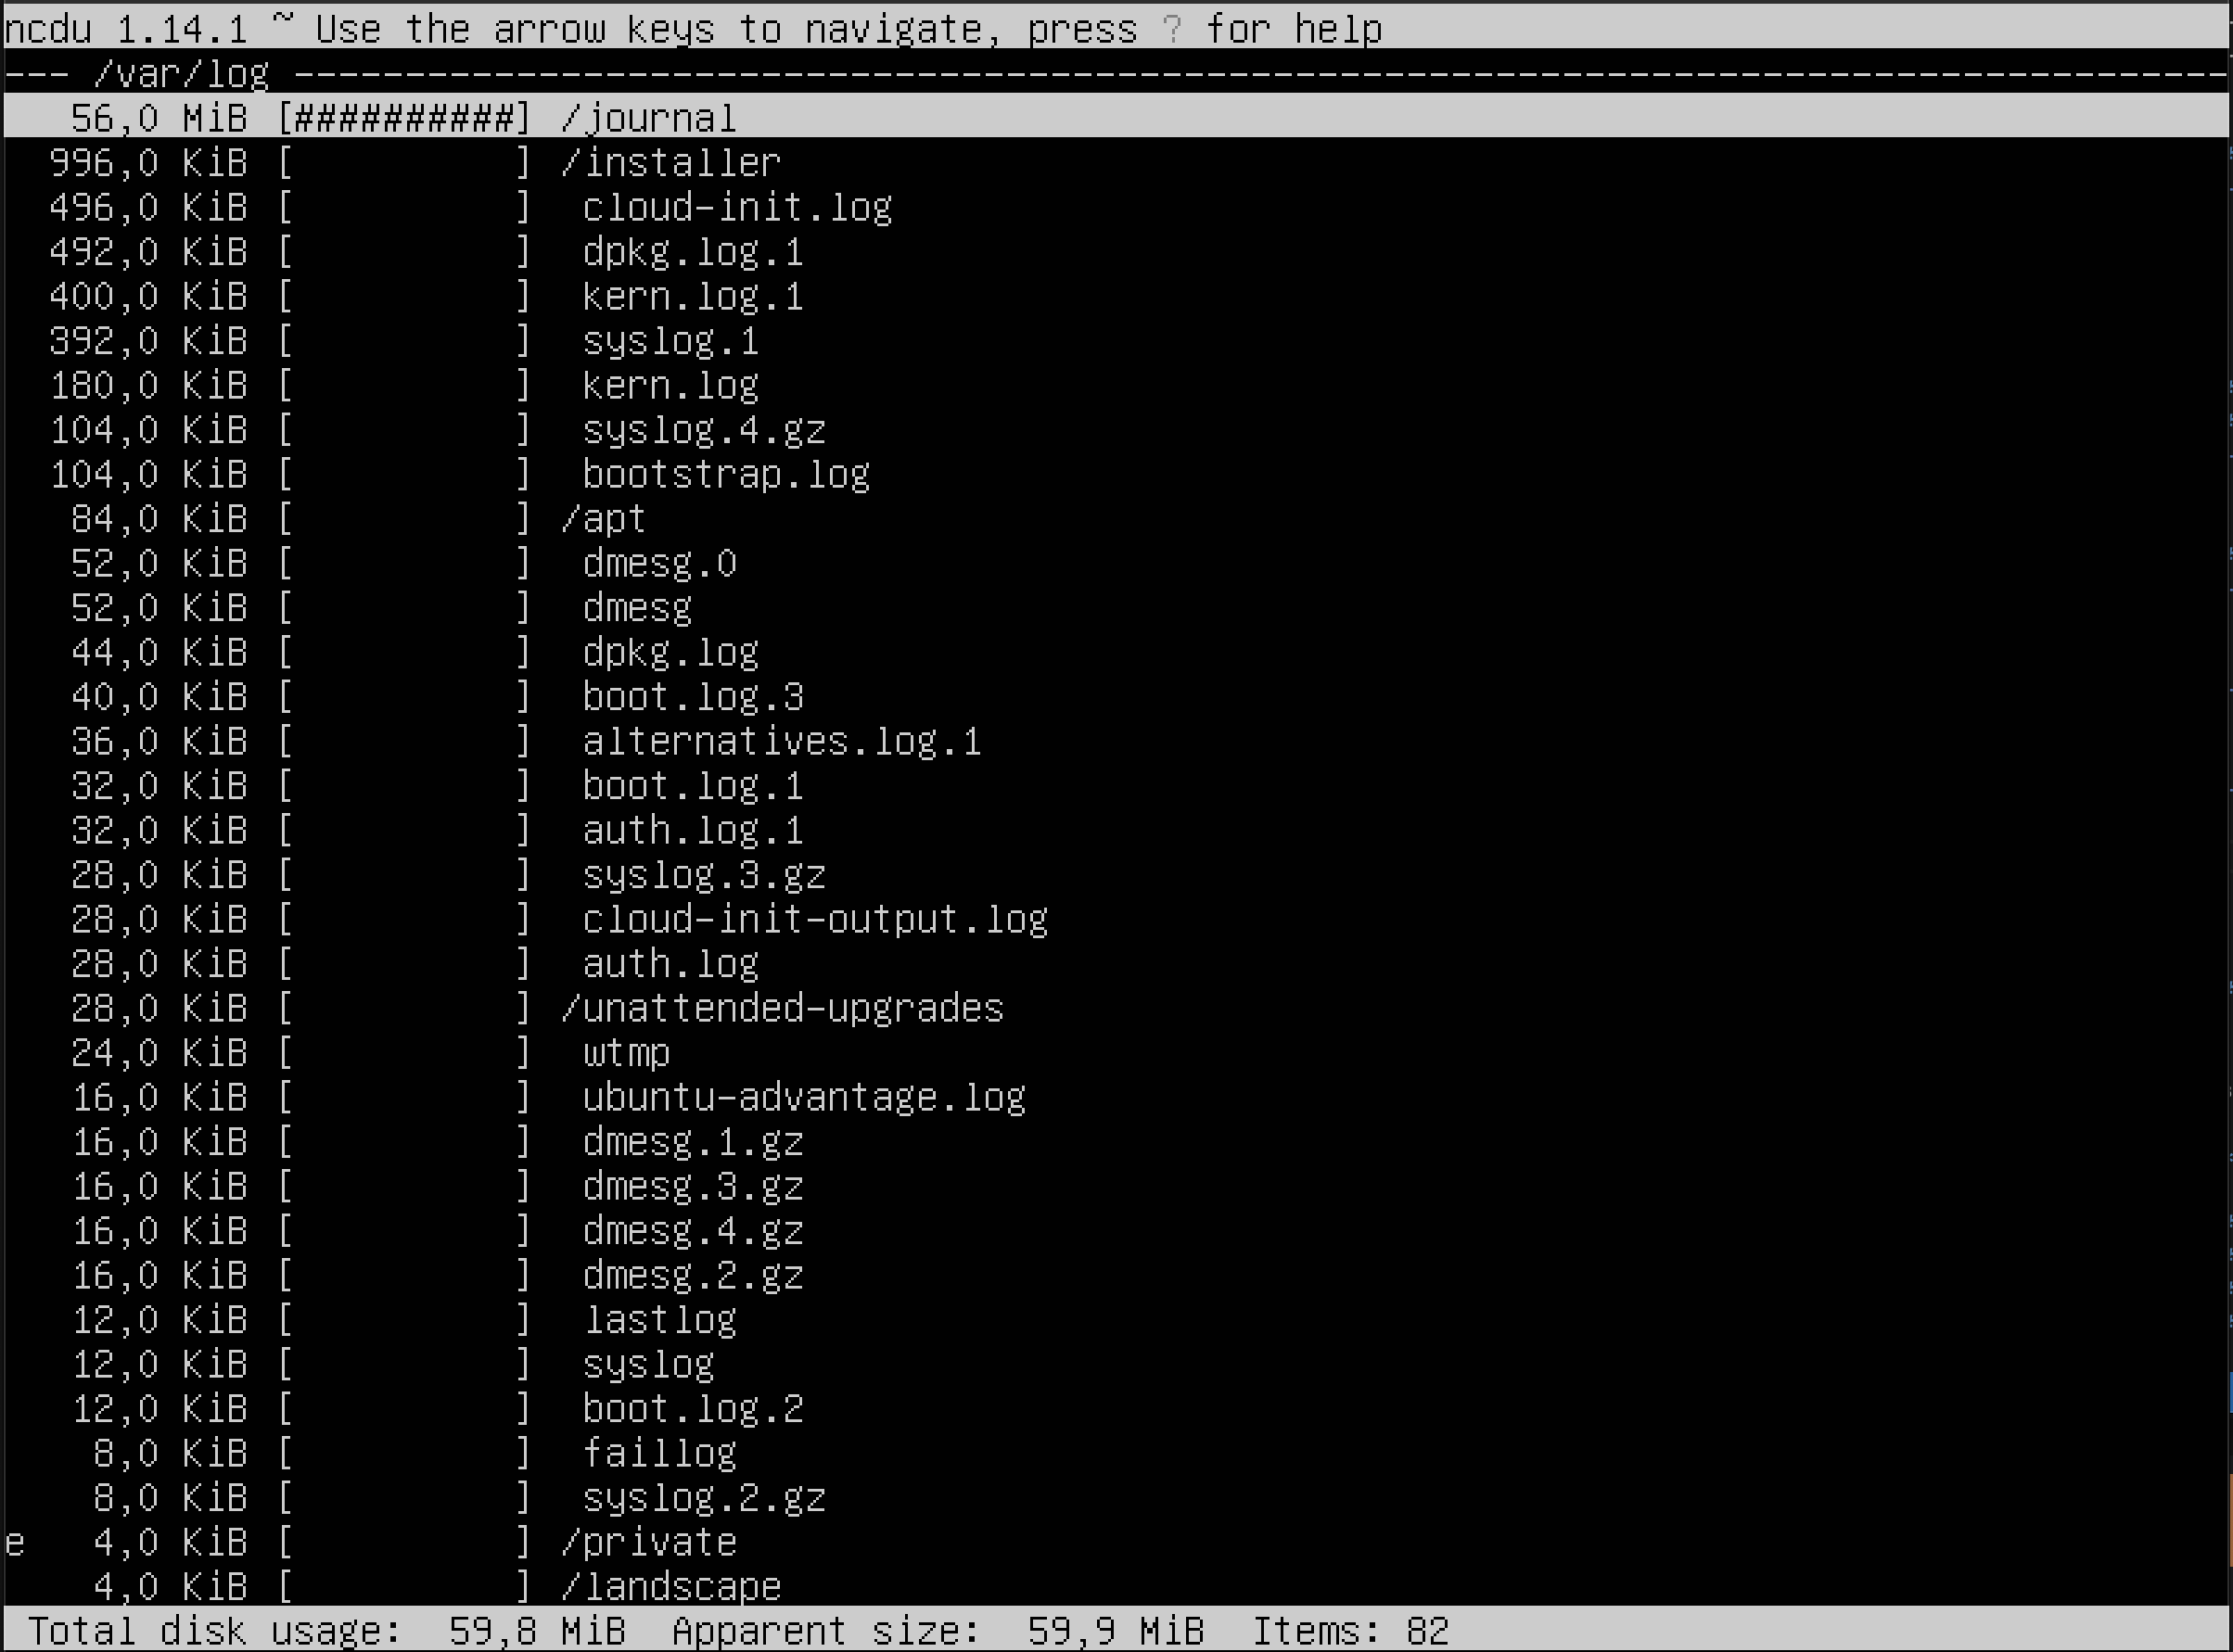 ncdu 1.14.1 ~ Use the arrow keys to navigate, press ? for help
--- /var/log ---------------------------------------------------------------------------------------
56,0 MiB [##########] /journal
996,0 KiB [          ] /installer
496,0 KiB [          ]  cloud-init.log
492,0 KiB [          ]  dpkg.log.1
400,0 KiB [          ]  kern.log.1
392,0 KiB [          ]  syslog.1
180,0 KiB [          ]  kern.log
104,0 KiB [          ]  syslog.4.gz
104,0 KiB [          ]  bootstrap.log
84,0 KiB [          ] /apt
52,0 KiB [          ]  dmesg.0
52,0 KiB [          ]  dmesg
44,0 KiB [          ]  dpkg.log
40,0 KiB [          ]  boot.log.3
36,0 KiB [          ]  alternatives.log.1
32,0 KiB [          ]  boot.log.1
32,0 KiB [          ]  auth.log.1
28,0 KiB [          ]  syslog.3.gz
28,0 KiB [          ]  cloud-init-output.log
28,0 KiB [          ]  auth.log
28,0 KiB [          ] /unattended-upgrades
24,0 KiB [          ]  wtmp
16,0 KiB [          ]  ubuntu-advantage.log
16,0 KiB [          ]  dmesg.1.gz
16,0 KiB [          ]  dmesg.3.gz
16,0 KiB [          ]  dmesg.4.gz
16,0 KiB [          ]  dmesg.2.gz
12,0 KiB [          ]  lastlog
12,0 KiB [          ]  syslog
12,0 KiB [          ]  boot.log.2
8,0 KiB [          ]  faillog
8,0 KiB [          ]  syslog.2.gz
e 4,0 KiB [          ] /private
4,0 KiB [          ] /landscape
Total disk usage: 59,8 MiB Apparent size: 59,9 MiB Items: 82